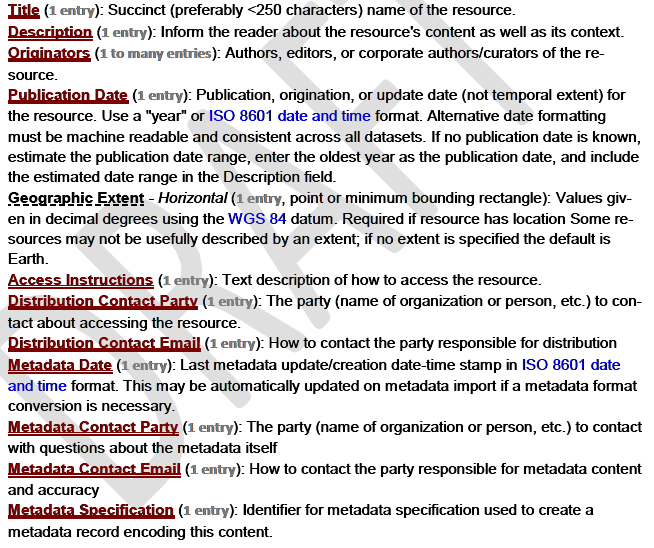 Title (1 entry): Succinct (preferably <250 characters) name of the resource.
Description (1 entry): Inform the reader about the resource's content as well as its context.
Originators (1 to many entries): Authors, editors, or corporate authors/curators of the re-
source.
Publication Date (1 entry): Publication, origination, or update date (not temporal extent) for
the resource. Use a "year" or ISO 8601 date and time format. Alternative date formatting
must be machine readable and consistent across all datasets. If no publication date is known,
estimate the publication date range, enter the oldest year as the publication date, and include
the estimated date range in the Description field.
Geographic Extent - Horizontal (1 entry, point or minimum bounding rectangle): Values giv-
en in decimal degrees using the WGS 84 datum. Required if resource has location Some re-
sources may not be usefully described by an extent; if no extent is specified the default is
Earth.
Access Instructions (1 entry): Text description of how to access the resource.
Distribution Contact Party (1 entry): The party (name of organization or person, etc.) to con-
tact about accessing the resource.
Distribution Contact Email (1 entry): How to contact the party responsible for distribution
Metadata Date (1 entry): Last metadata update/creation date-time stamp in ISO 8601 date
and time format. This may be automatically updated on metadata import if a metadata format
conversion is necessary.
Metadata Contact Party (1 entry): The party (name of organization or person, etc.) to contact
with questions about the metadata itself
Metadata Contact Email (1 entry): How to contact the party responsible for metadata content
and accuracy
Metadata Specification (1 entry): Identifier for metadata specification used to create a
metadata record encoding this content.
DRAFT